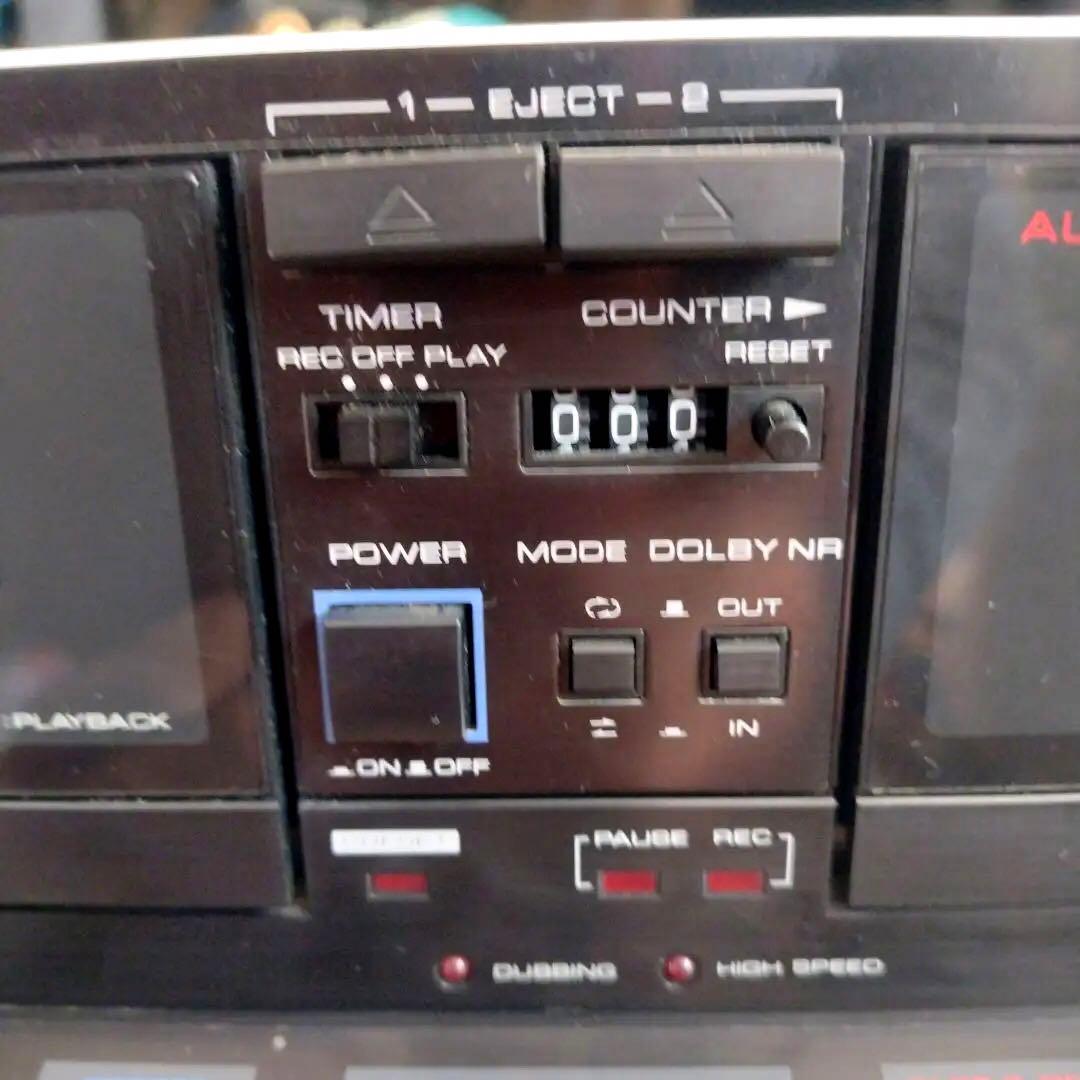 1 EJECT 2
AU
TIMER
COUNTER
REC OFF PLAY
RESET
000
POWER
MODE DOLBY NR
OUT
PLAYBACK
IN
ON OFF
PAUSE REC
DUBBING
HIGH SPEED